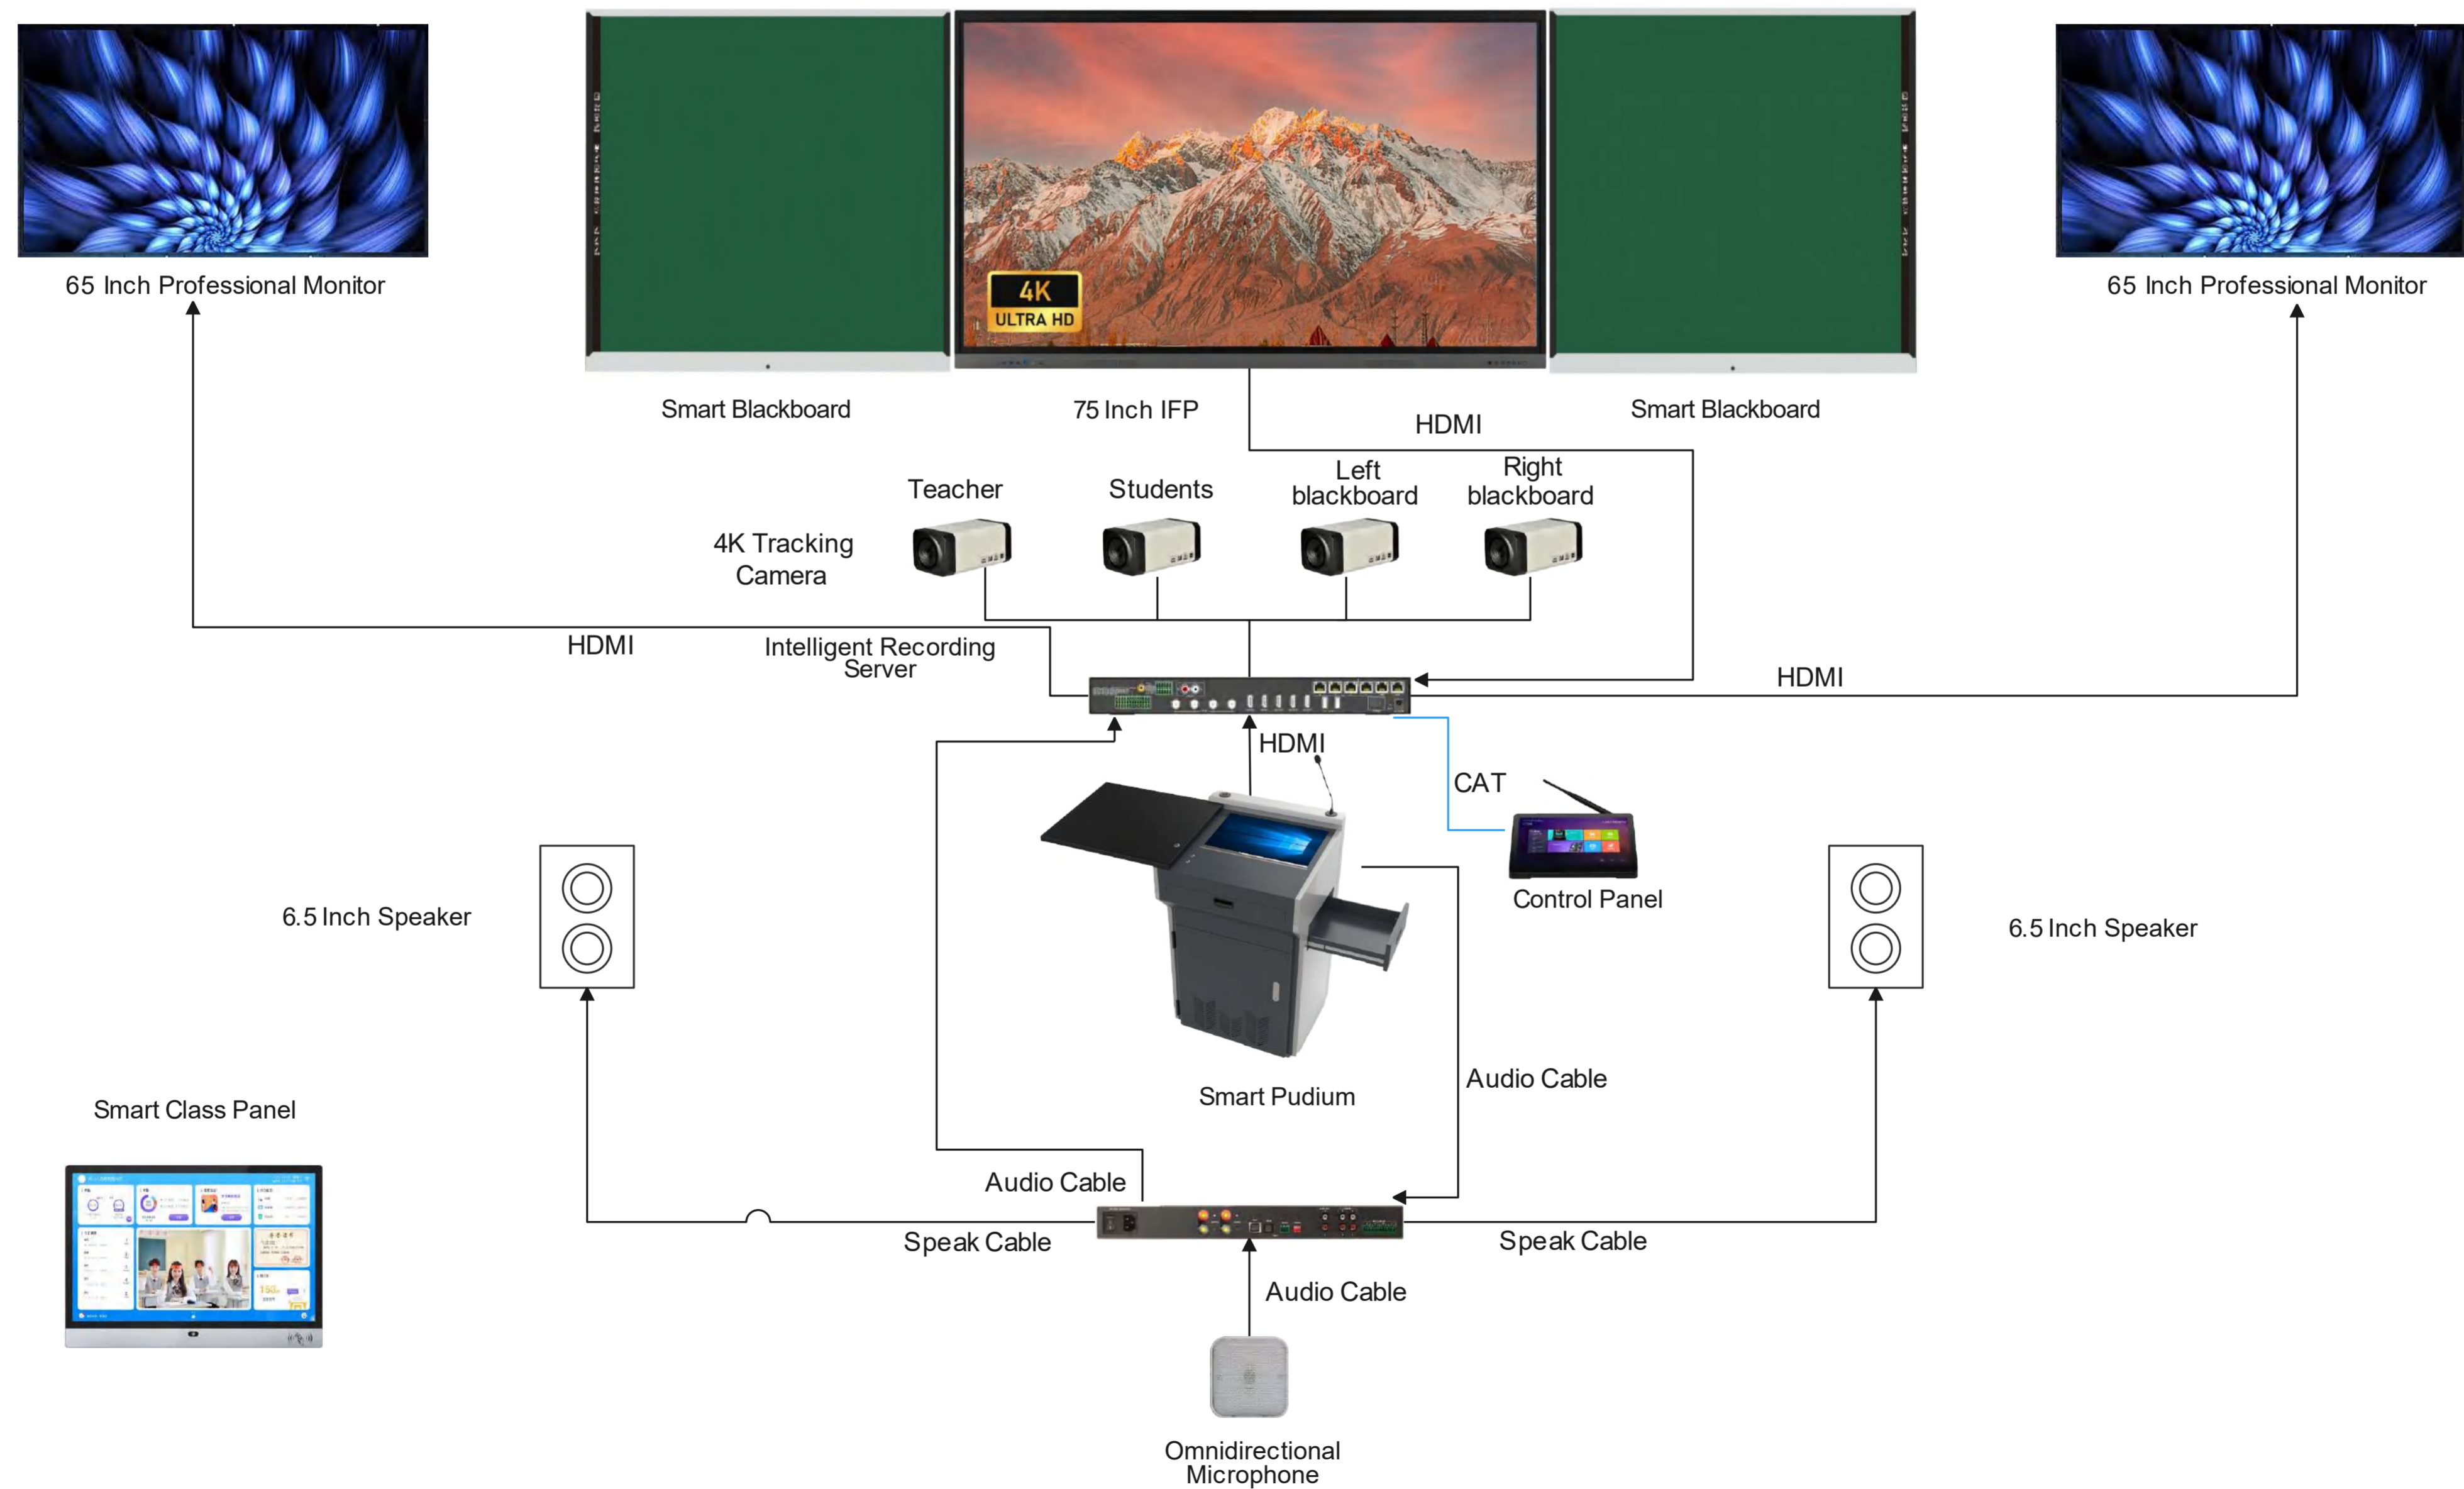 4K
ULTRA HD
65 Inch Professional Monitor
65 Inch Professional Monitor
Smart Blackboard
75 Inch IFP
Smart Blackboard
HDMI
Teacher
Students
Left
blackboard
Right
blackboard
4K Tracking
Camera
HDMI
Intelligent Recording
Server
HDMI
HDMI
CAT
Control Panel
6.5 Inch Speaker
6.5 Inch Speaker
Smart Pudium
Audio Cable
Smart Class Panel
Audio Cable
Speak Cable
Speak Cable
Audio Cable
Omnidirectional
Microphone